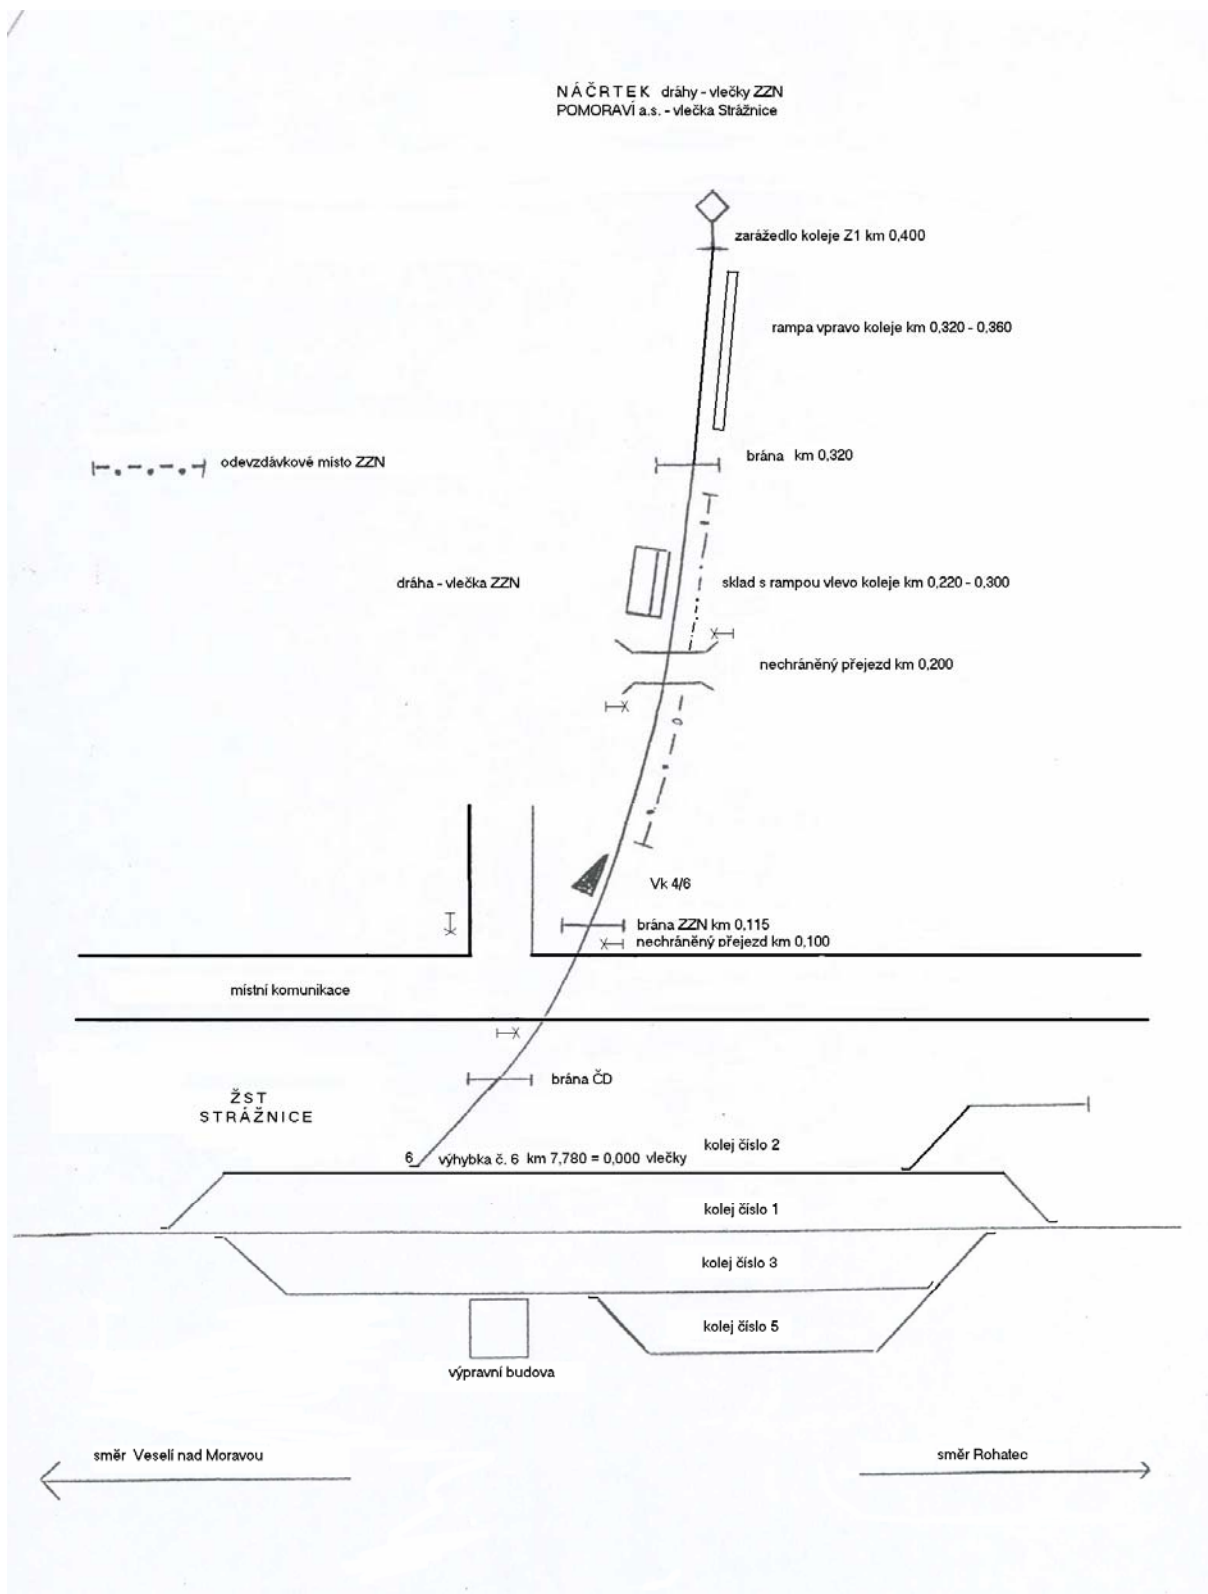 NÁČRTEK dráhy - vlečky ZZN
POMORAVÍ a.s. - vlečka Strážnice
zarážedlo koleje Z1 km 0,400
rampa vpravo koleje km 0,320 - 0,360
brána km 0,320
odevzdávkové místo ZZN
dráha - vlečka ZZN
sklad s rampou vlevo koleje km 0,220 - 0,300
nechráněný přejezd km 0,200
Vk 4/6
brána ZZN km 0,115
nechráněný přejezd km 0,100
místní komunikace
brána ČD
ŽST
STRÁŽNICE
kolej číslo 2
6 výhybka č. 6 km 7,780 = 0,000 vlečky
kolej číslo 1
kolej číslo 3
kolej číslo 5
výpravní budova
směr Veselí nad Moravou
směr Rohatec